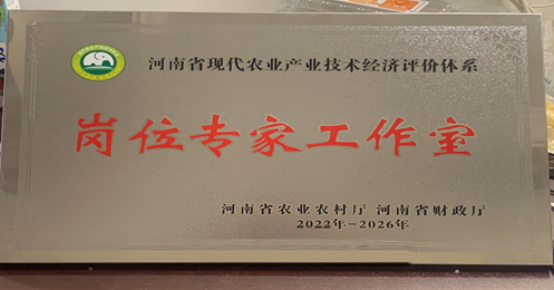 河南省现代农业产业技术经济评价体系
岗位专家工作室
河南省农业农村厅 河南省财政厅
2022年-2026年